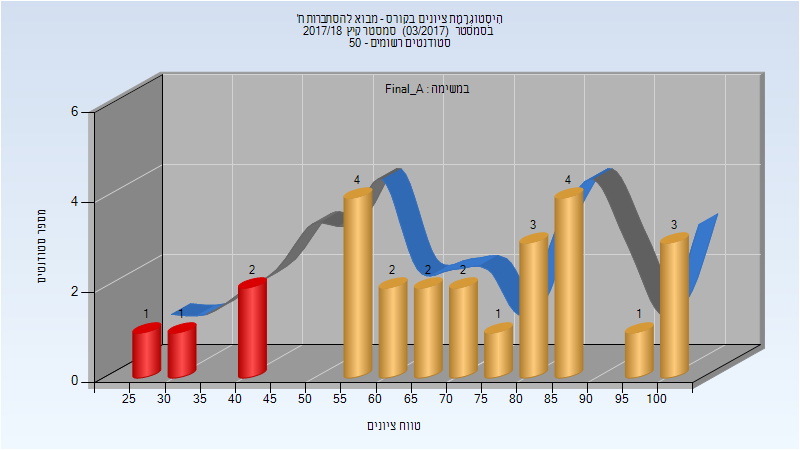 היסטוגרמת ציונים בקורס - מבוא להסתברות ח'
בסמסטר (03/2017) סמסטר קיץ 2017/18
סטודנטים רשומים - 50
במשימה : Final_A
מספר סטודנטים
6
4
2
0
1
1
2
4
2
2
2
1
3
4
1
3
25 30 35 40 45 50 55 60 65 70 75 80 85 90 95 100
טווח ציונים